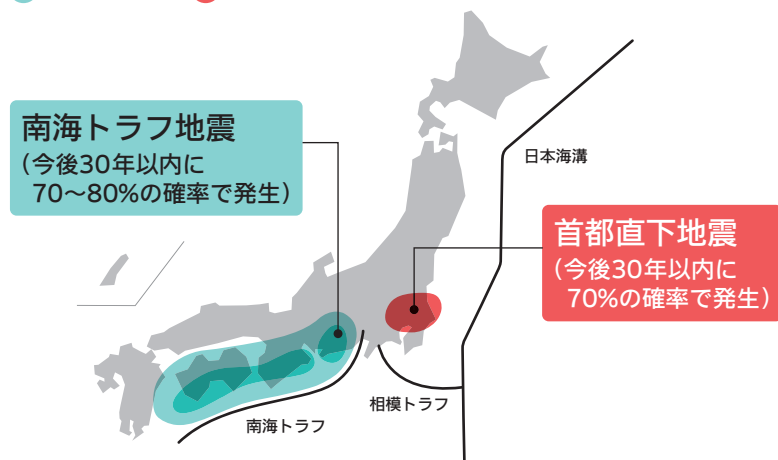 南海トラフ地震
(今後30年以内に
70～80%の確率で発生)
日本海溝
首都直下地震
(今後30年以内に
70%の確率で発生)
相模トラフ
南海トラフ